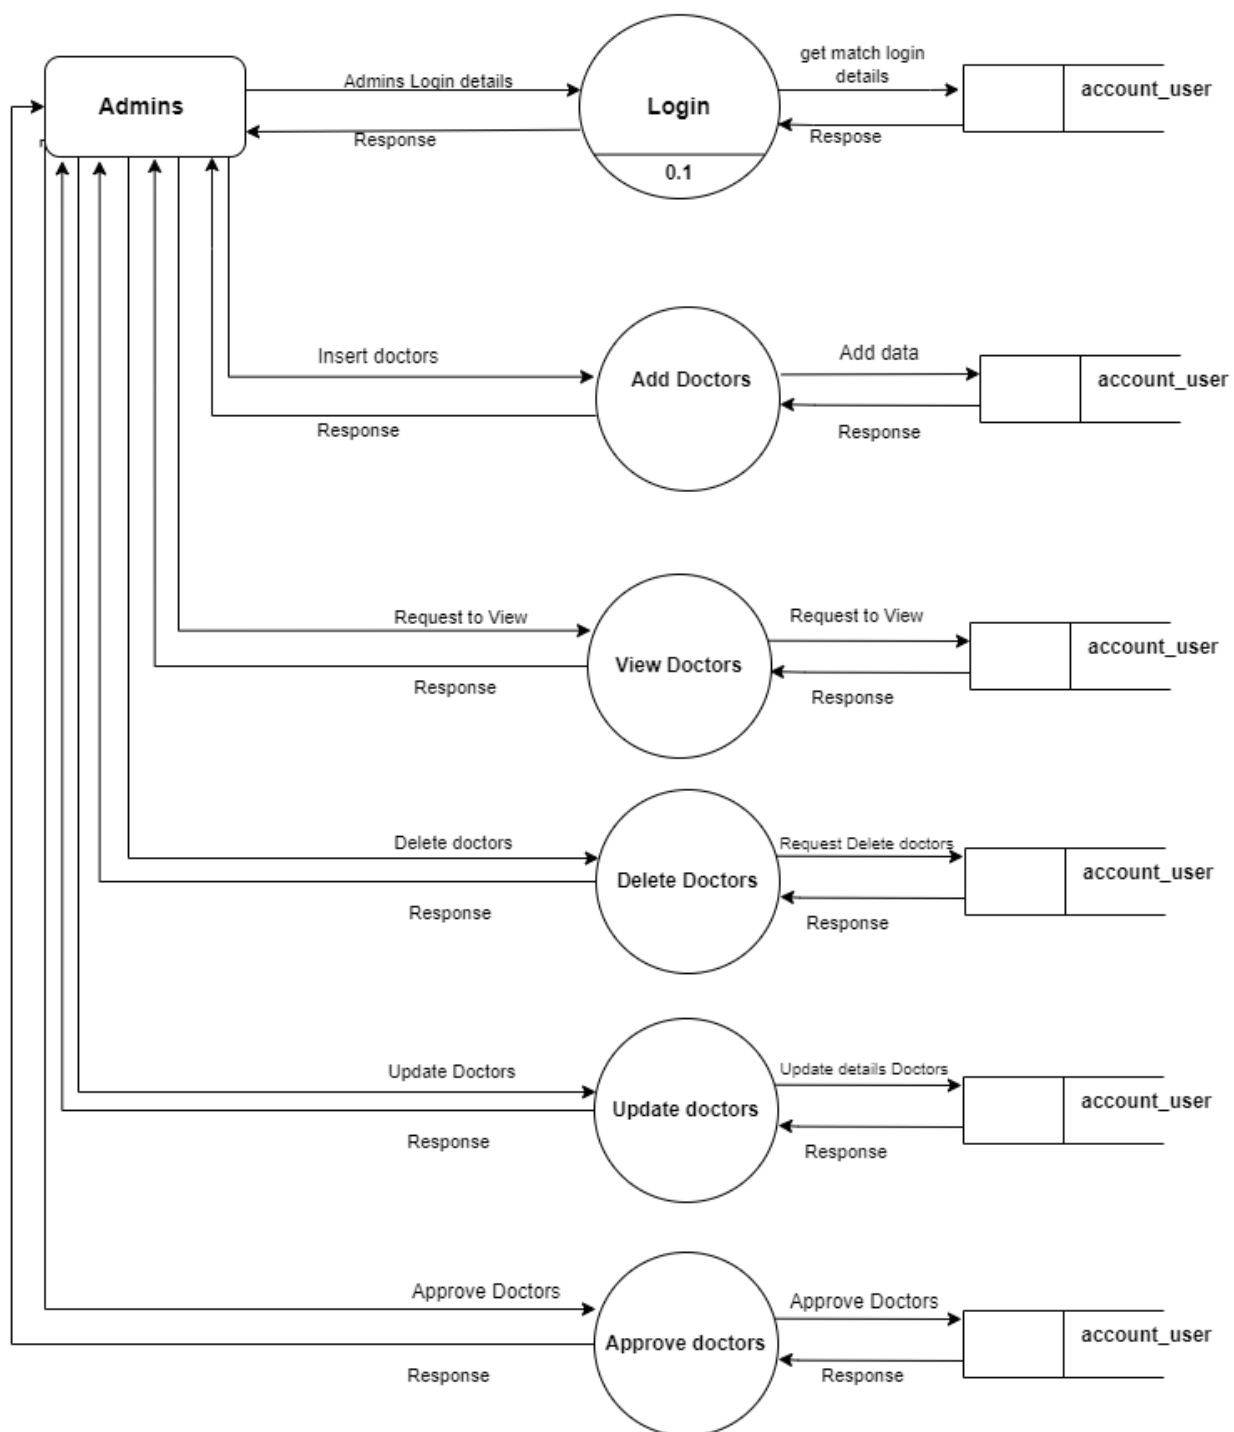 Admins
Admins Login details
Response
Login
0.1
get match login
details
Respose
account_user
Insert doctors
Response
Add Doctors
Add data
Response
account_user
Request to View
Response
View Doctors
Request to View
Response
account_user
Delete doctors
Response
Delete Doctors
Request Delete doctors
Response
account_user
Update Doctors
Response
Update doctors
Update details Doctors
Response
account_user
Approve Doctors
Response
Approve doctors
Approve Doctors
Response
account_user